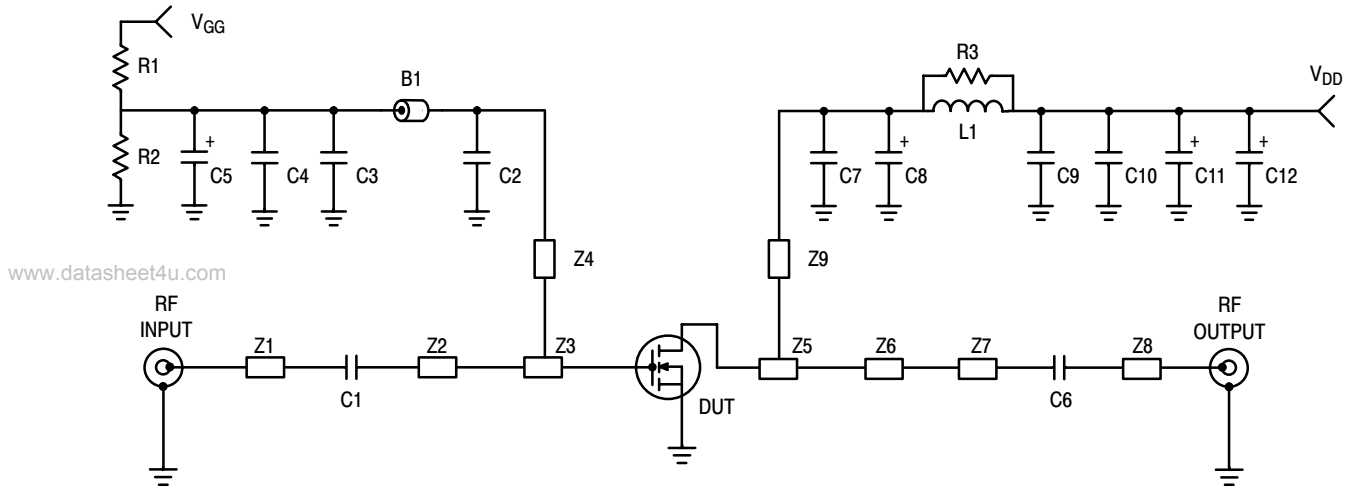 VGG
R1
R2
+
C5
C4
C3
B1
C2
Z4
R3
L1
VDD
C7
+
C8
C9
C10
+
C11
+
C12
Z9
www.datasheet4u.com
RF
INPUT
Z1
C1
Z2
Z3
DUT
Z5
Z6
Z7
C6
Z8
RF
OUTPUT